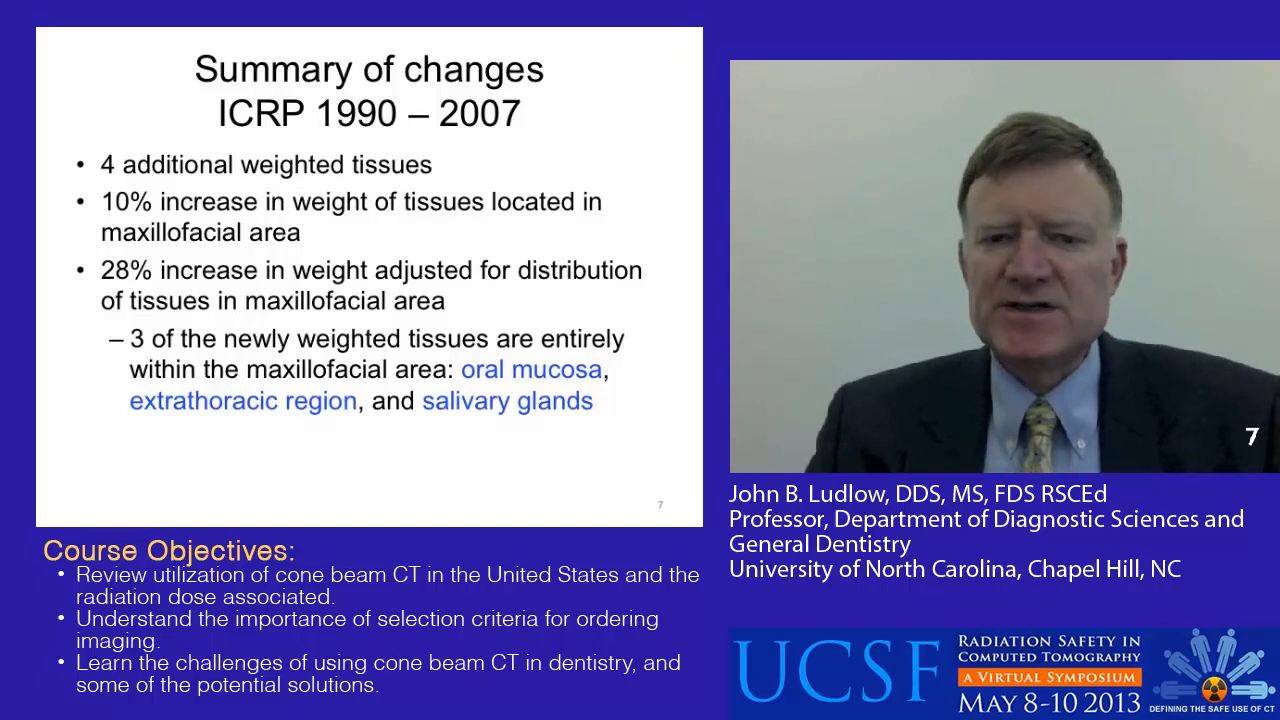 Summary of changes
ICRP 1990 – 2007
• 4 additional weighted tissues
• 10% increase in weight of tissues located in
maxillofacial area
• 28% increase in weight adjusted for distribution
of tissues in maxillofacial area
– 3 of the newly weighted tissues are entirely
within the maxillofacial area: oral mucosa,
extrathoracic region, and salivary glands
7
Course Objectives:
• Review utilization of cone beam CT in the United States and the
radiation dose associated.
• Understand the importance of selection criteria for ordering
imaging.
• Learn the challenges of using cone beam CT in dentistry, and
some of the potential solutions.
7
John B. Ludlow, DDS, MS, FDS RSCEd
Professor, Department of Diagnostic Sciences and
General Dentistry
University of North Carolina, Chapel Hill, NC
UCSF
Radiation Safety in
Computed Tomography
a Virtual Symposium
May 8-10 2013
DEFINING THE SAFE USE OF CT